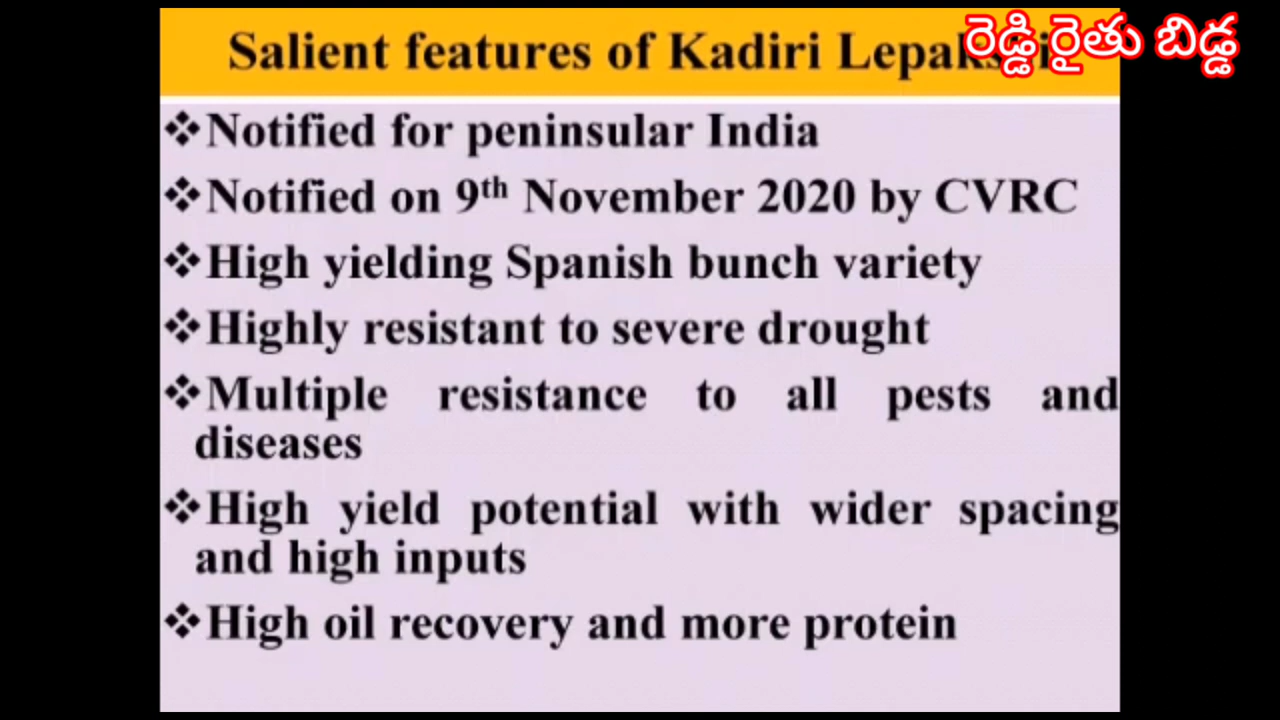 Salient features of Kadiri
రెడ్డి రైతు బిడ్డ
❖Notified for peninsular India
❖Notified on 9th November 2020 by CVRC
❖High yielding Spanish bunch variety
❖Highly resistant to severe drought
❖Multiple resistance to all pests and
diseases
❖High yield potential with wider spacing
and high inputs
❖High oil recovery and more protein